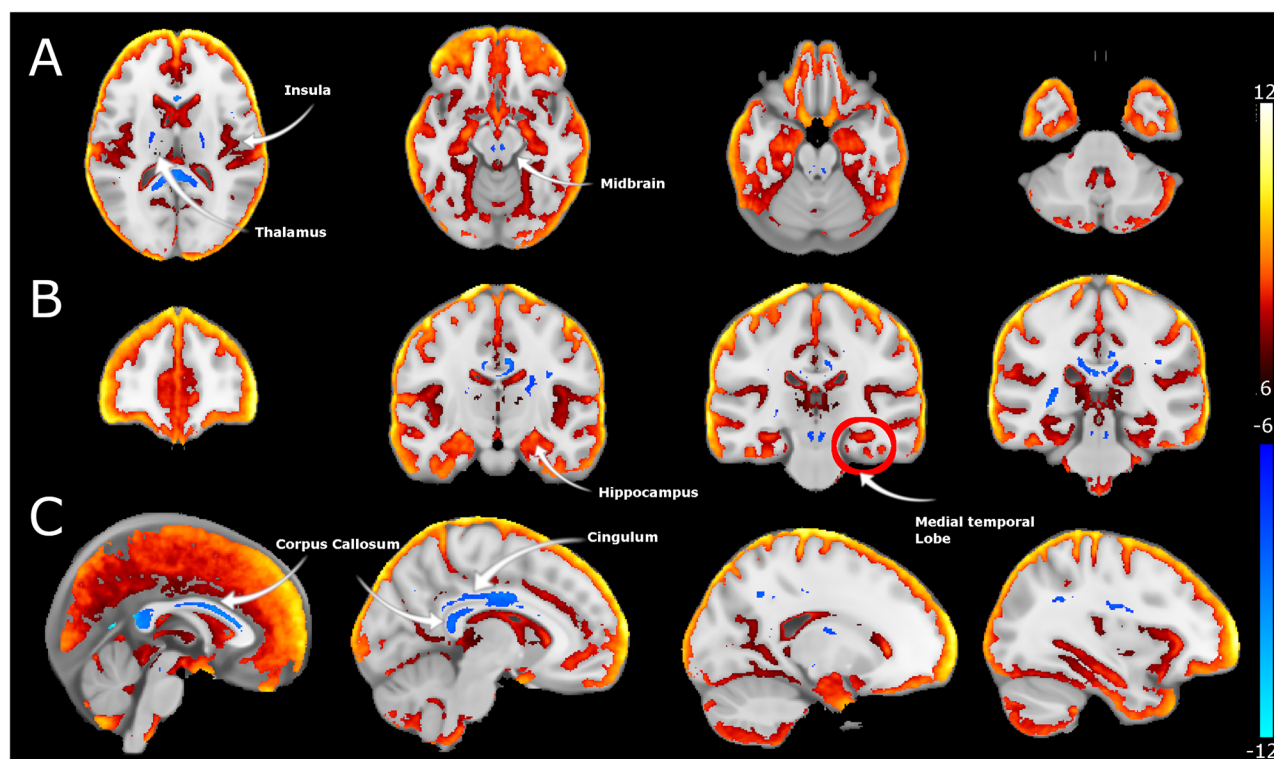 A
Insula
Midbrain
Thalamus
12
B
.6
-6
Hippocampus
Medial temporal
Lobe
C
Corpus Callosum
Cingulum
-12